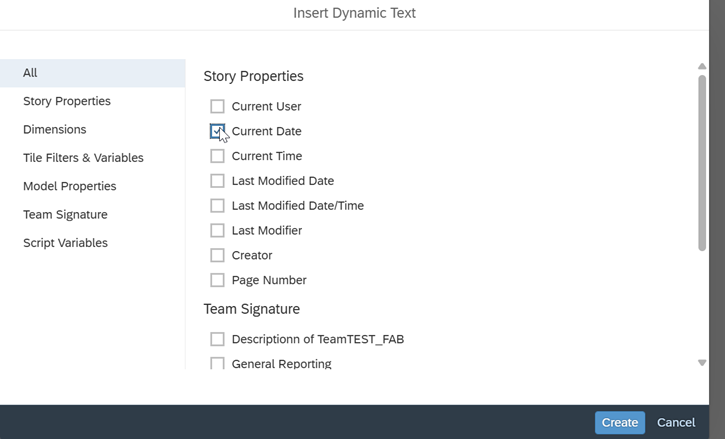 Insert Dynamic Text
All
Story Properties
Dimensions
Tile Filters & Variables
Model Properties
Team Signature
Script Variables
Story Properties
Current User
Current Date
Current Time
Last Modified Date
Last Modified Date/Time
Last Modifier
Creator
Page Number
Team Signature
Descriptionn of TeamTEST_FAB
General Reporting
Create
Cancel